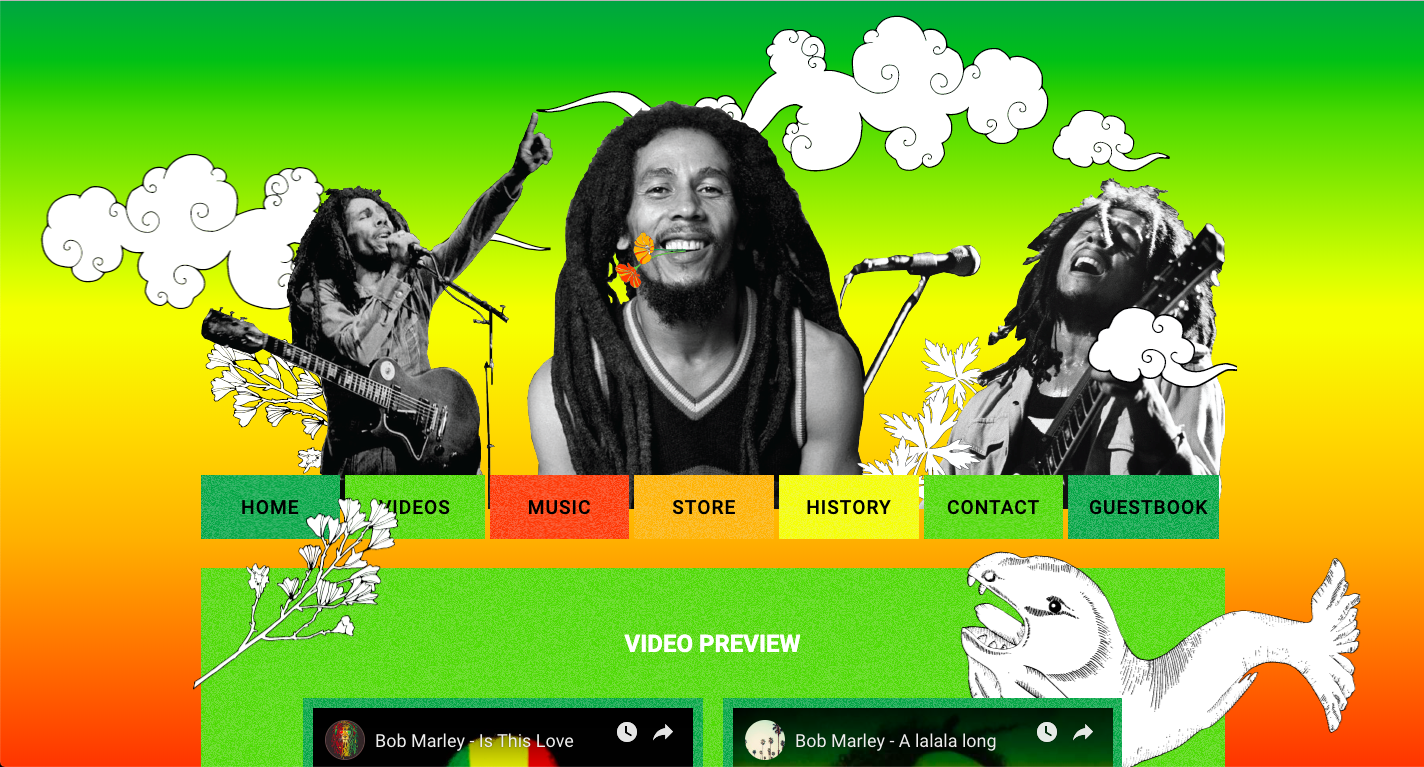 HOME VIDEOS MUSIC STORE HISTORY CONTACT GUESTBOOK
VIDEO PREVIEW
Bob Marley - Is This Love
Bob Marley - A lalala long